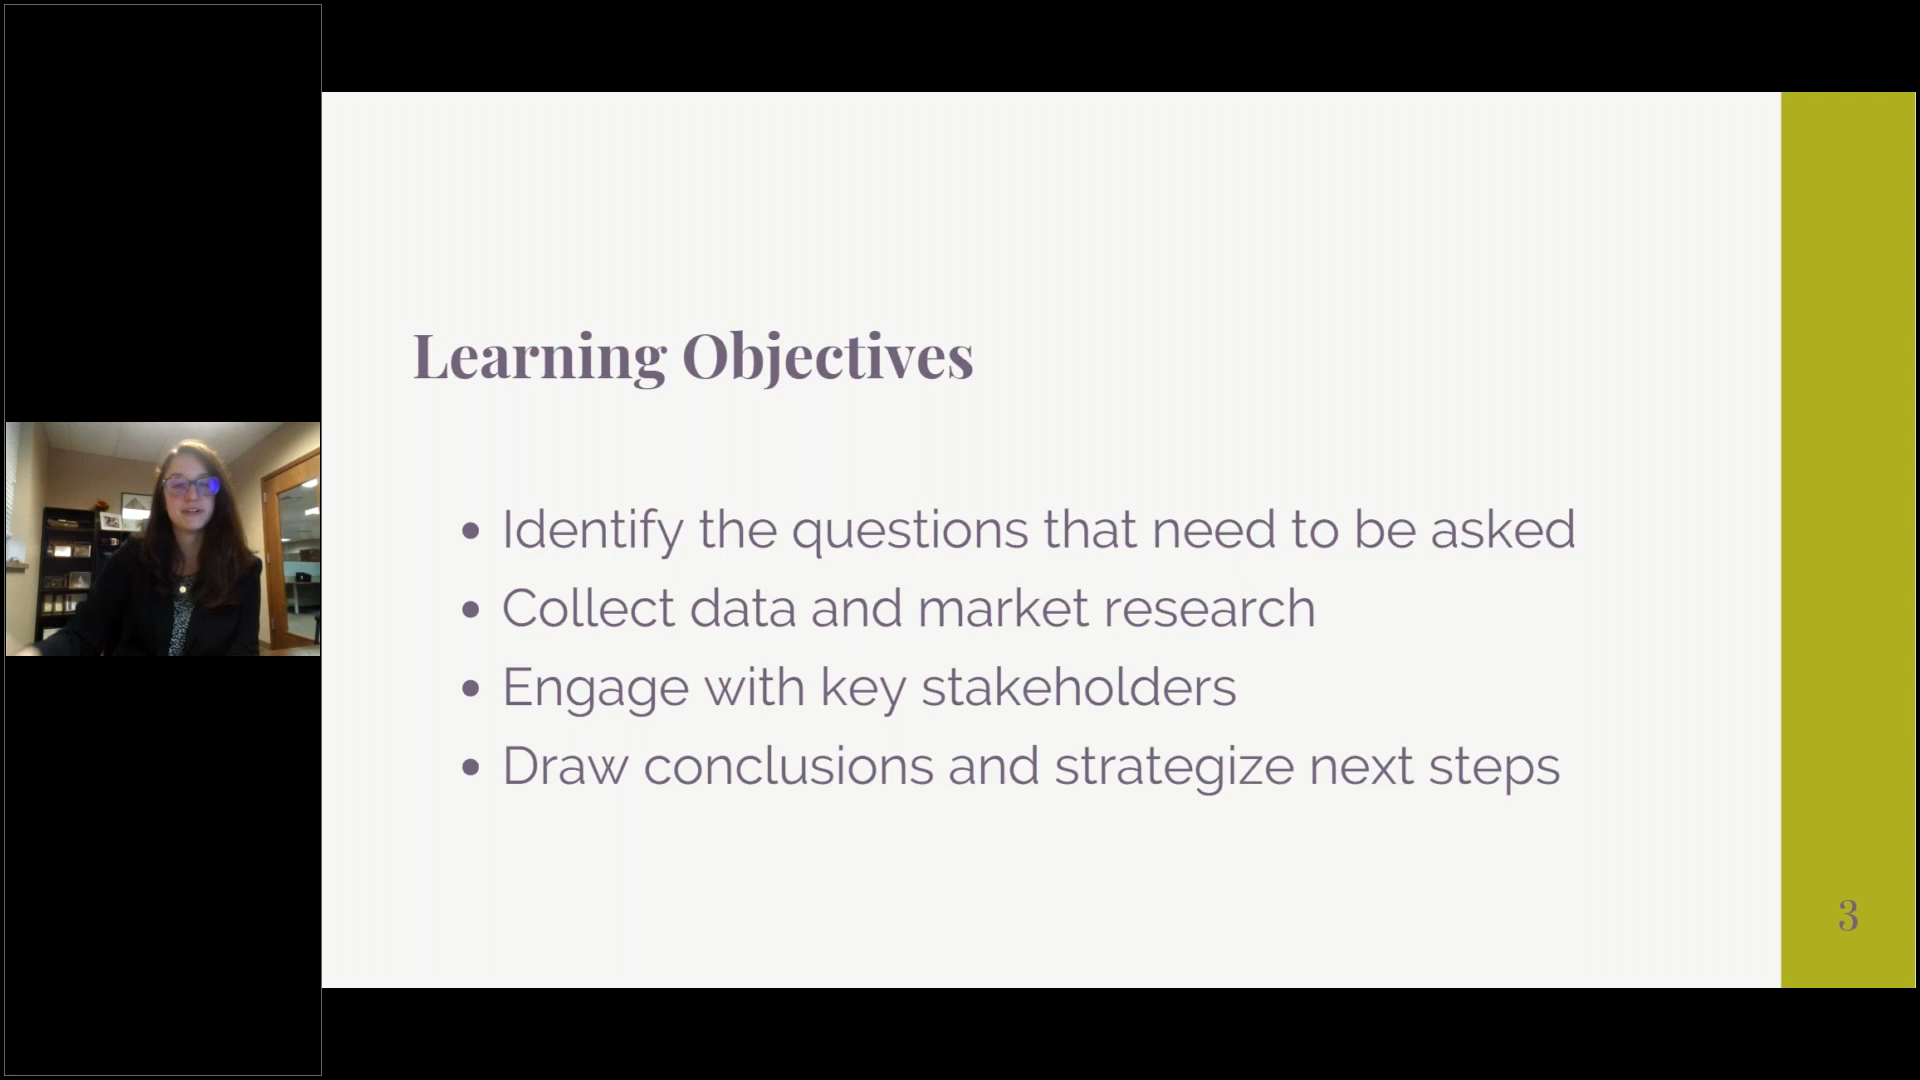 Learning Objectives
• Identify the questions that need to be asked
• Collect data and market research
• Engage with key stakeholders
• Draw conclusions and strategize next steps
3